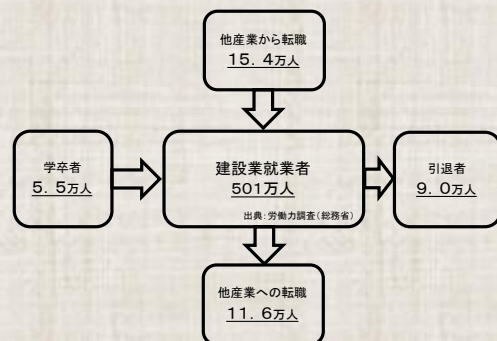 他産業から転職
15．4万人
学卒者
5．5万人
建設業就業者
501万人
出典：労働力調査（総務省）
引退者
9．0万人
他産業への転職
11．6万人